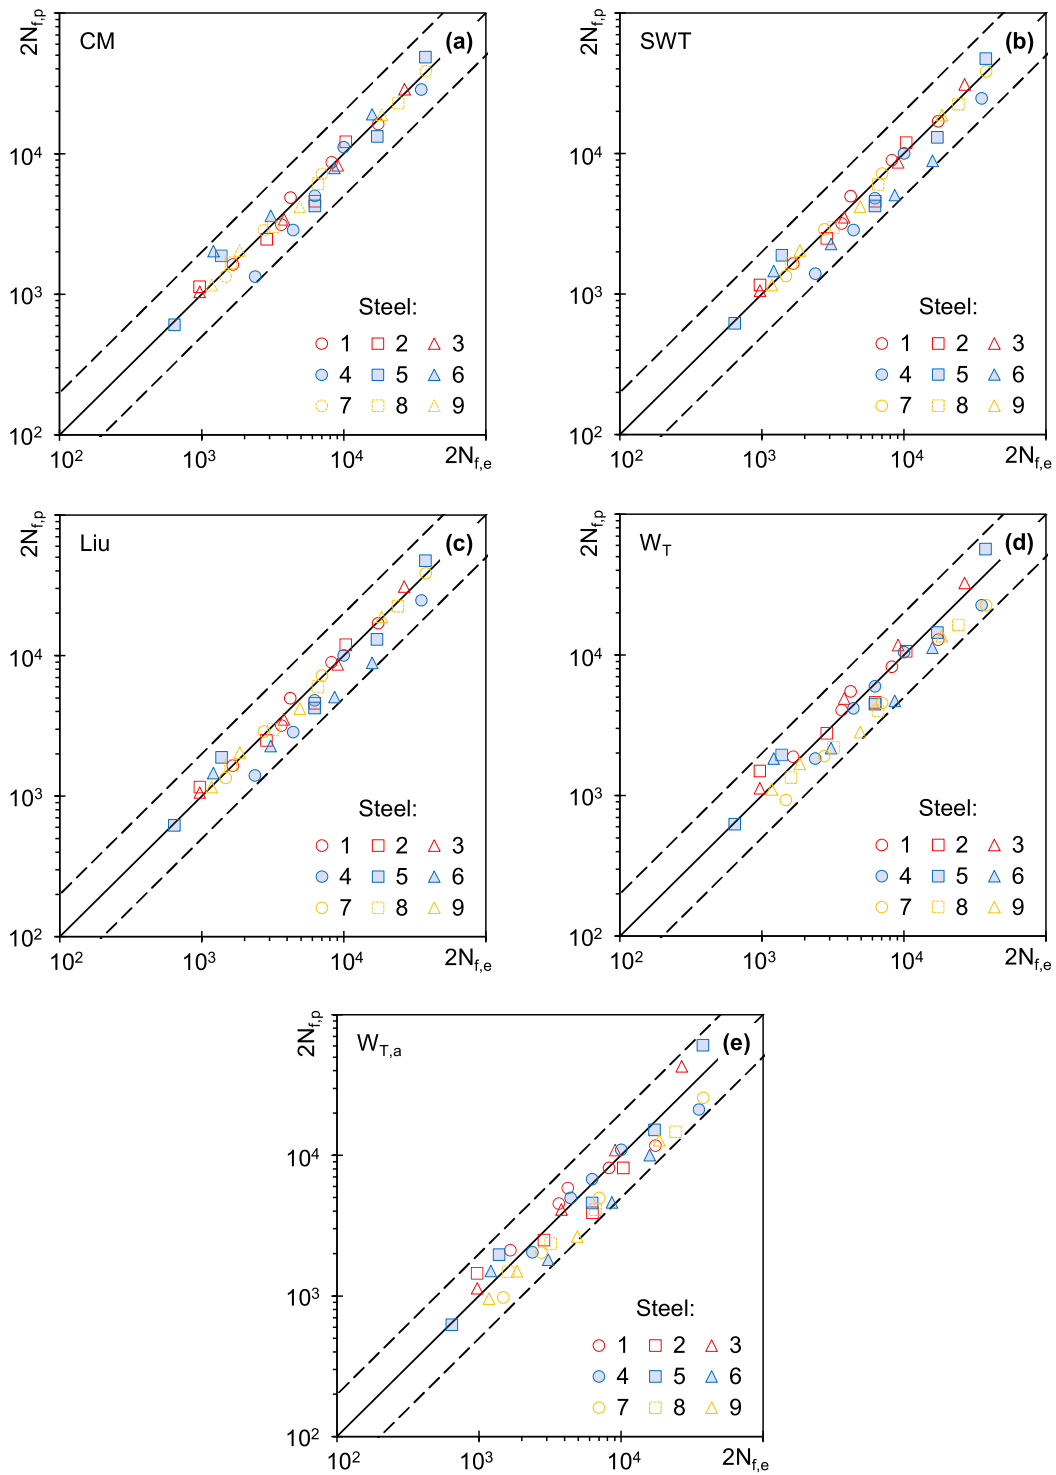 2Nf,p
CM (a)
10⁴
10³
10²
Steel:
1 2 3
4 5 6
7 8 9
10² 10³ 10⁴ 2Nf,e
2Nf,p
SWT (b)
10⁴
10³
10²
Steel:
1 2 3
4 5 6
7 8 9
10² 10³ 10⁴ 2Nf,e
2Nf,p
Liu (c)
10⁴
10³
10²
Steel:
1 2 3
4 5 6
7 8 9
10² 10³ 10⁴ 2Nf,e
2Nf,p
WT (d)
10⁴
10³
10²
Steel:
1 2 3
4 5 6
7 8 9
10² 10³ 10⁴ 2Nf,e
2Nf,p
WT,a (e)
10⁴
10³
10²
Steel:
1 2 3
4 5 6
7 8 9
10² 10³ 10⁴ 2Nf,e